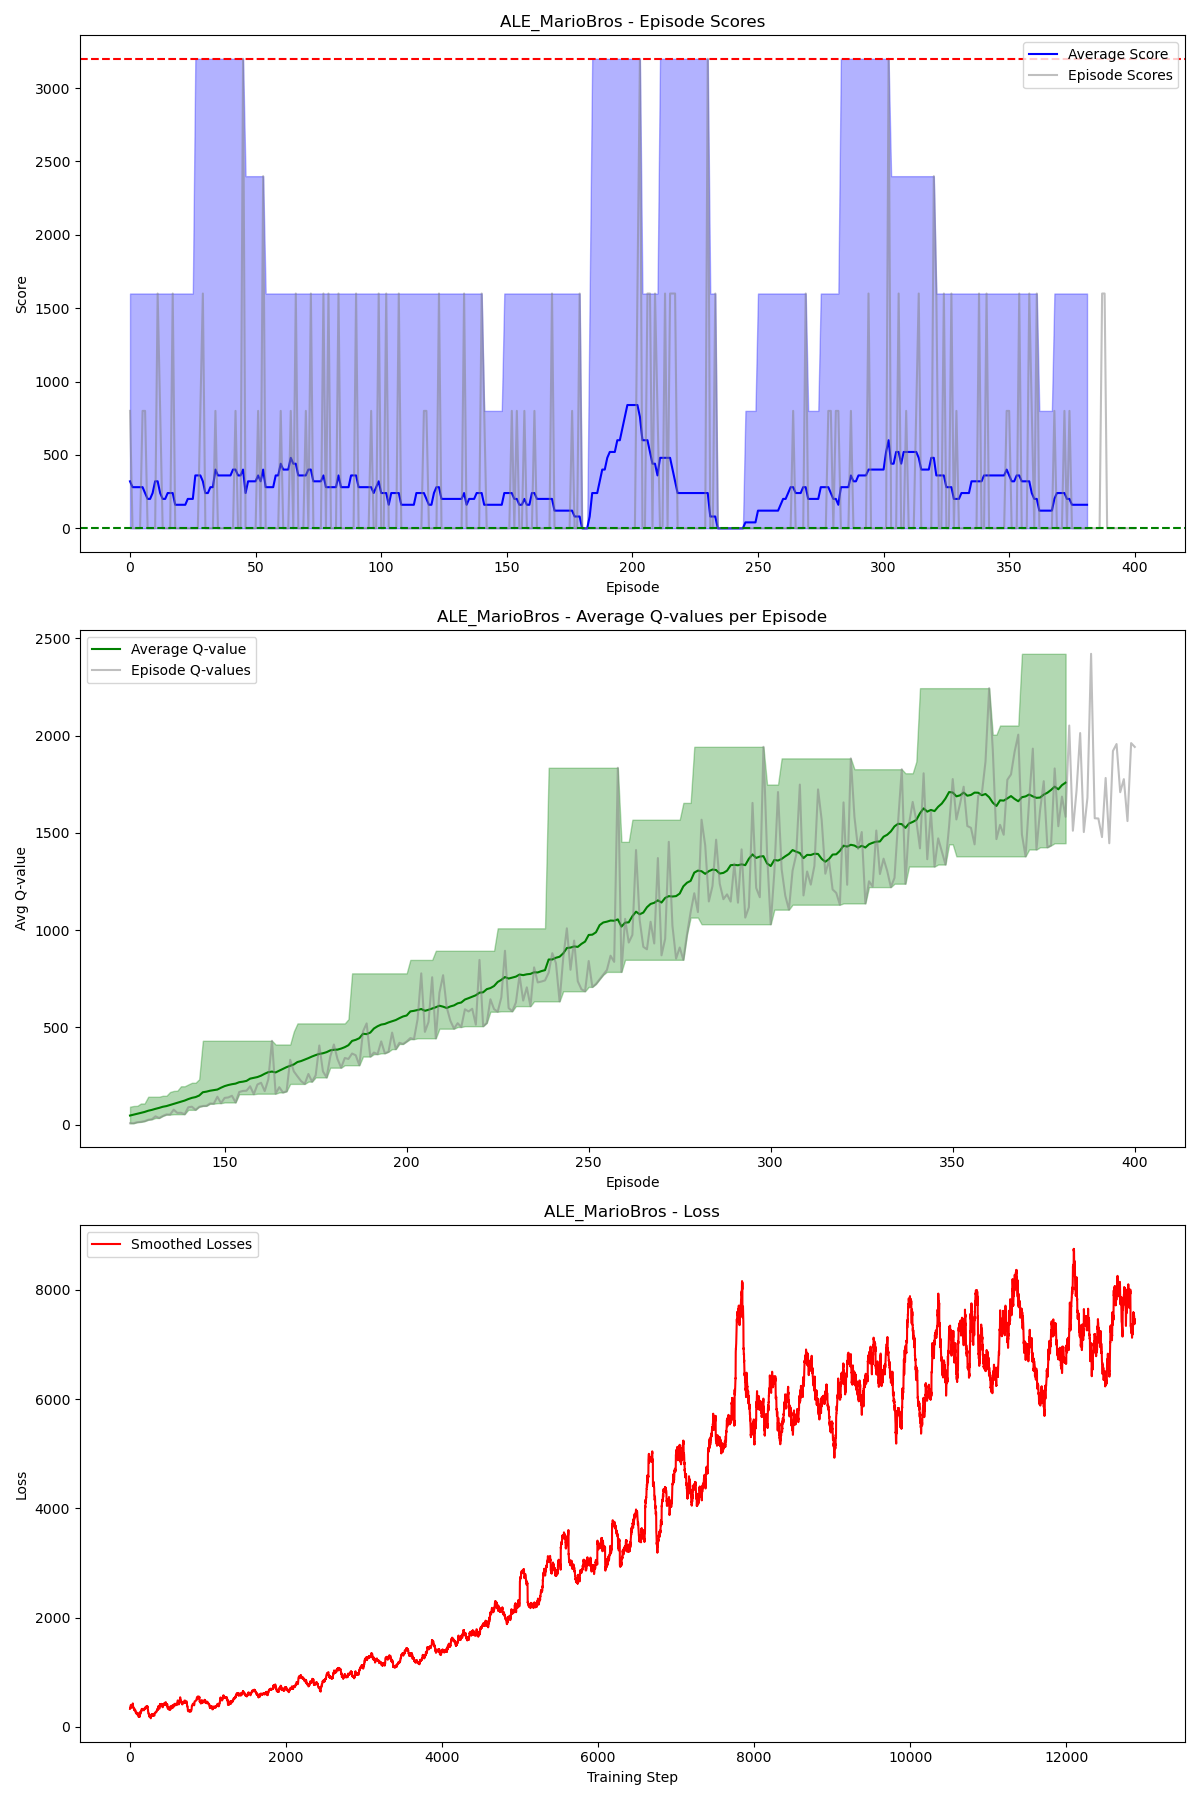 ALE_MarioBros - Episode Scores
Average Score
Episode Scores
Score
3000
2500
2000
1500
1000
500
0
0 50 100 150 200 250 300 350 400
Episode
ALE_MarioBros - Average Q-values per Episode
Average Q-value
Episode Q-values
Avg Q-value
2500
2000
1500
1000
500
0
150 200 250 300 350 400
Episode
ALE_MarioBros - Loss
Smoothed Losses
Loss
8000
6000
4000
2000
0
0 2000 4000 6000 8000 10000 12000
Training Step